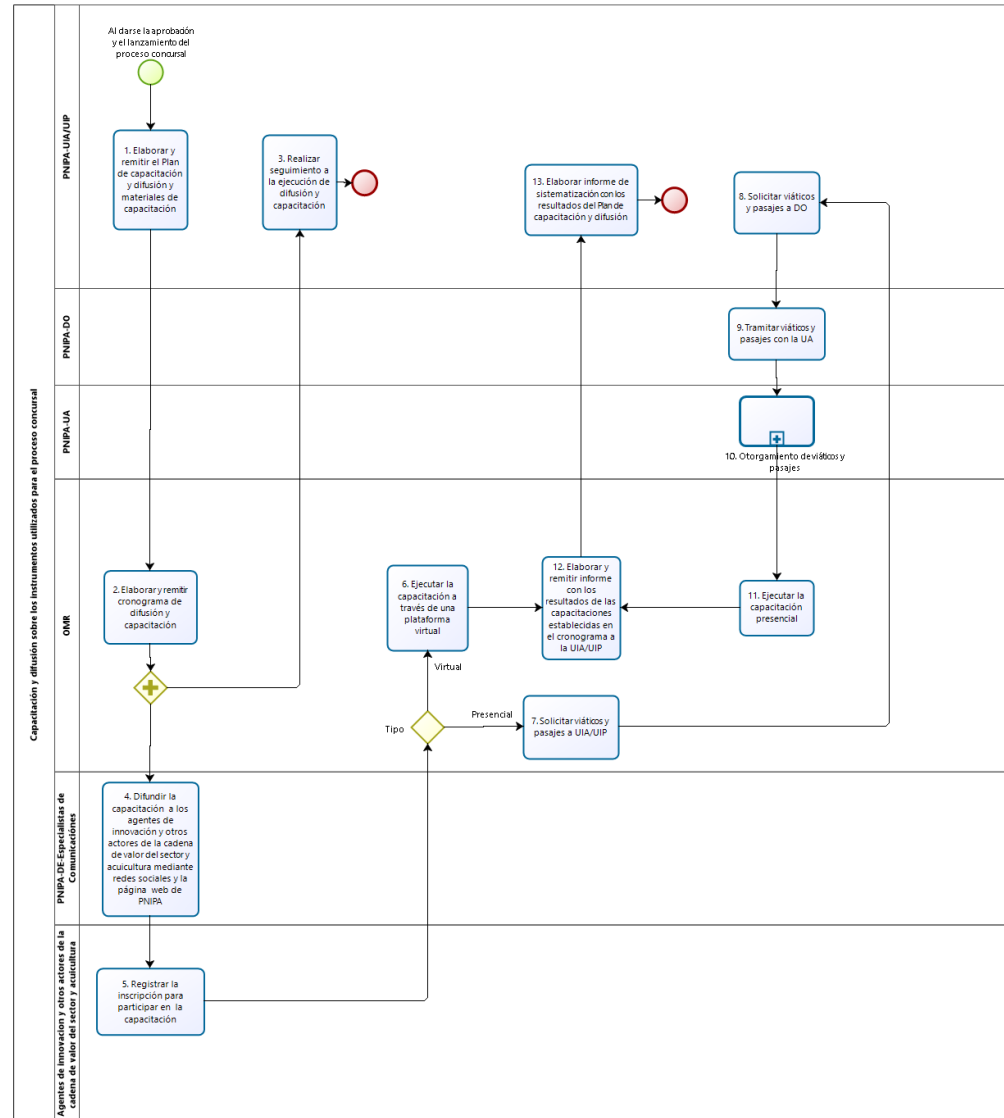 Capacitación y difusión sobre los instrumentos utilizados para el proceso concursal
PNIPA-UIA/UIP
Al darse la aprobación
y el lanzamiento del
proceso concursal
1. Elaborar y
remitir el Plan
de capacitación
y difusión y
materiales de
capacitación
3. Realizar
seguimiento a
la ejecución de
difusión y
capacitación
13. Elaborar informe de
sistematización con los
resultados del Plan de
capacitación y difusión
8. Solicitar viáticos
y pasajes a DO
PNIPA-DO
9. Tramitar viáticos y
pasajes con la UA
PNIPA-UA
10. Otorgamiento de viáticos y
pasajes
OMR
2. Elaborar y remitir
cronograma de
difusión y
capacitación
6. Ejecutar la
capacitación a
través de una
plataforma
virtual
12. Elaborar y
remitir informe
con los
resultados de las
capacitaciones
establecidas en
el cronograma a
la UIA/UIP
11. Ejecutar la
capacitación
presencial
Virtual
Tipo
Presencial
7. Solicitar viáticos y
pasajes a UIA/UIP
PNIPA-DE-Especialistas de
Comunicaciónes
4. Difundir la
capacitación a los
agentes de
innovación y otros
actores de la cadena
de valor del sector y
acuicultura mediante
redes sociales y la
página web de
PNIPA
Agentes de innovacion y otros actores de la
cadena de valor del sector y acuicultura
5. Registrar la
inscripción para
participar en la
capacitación